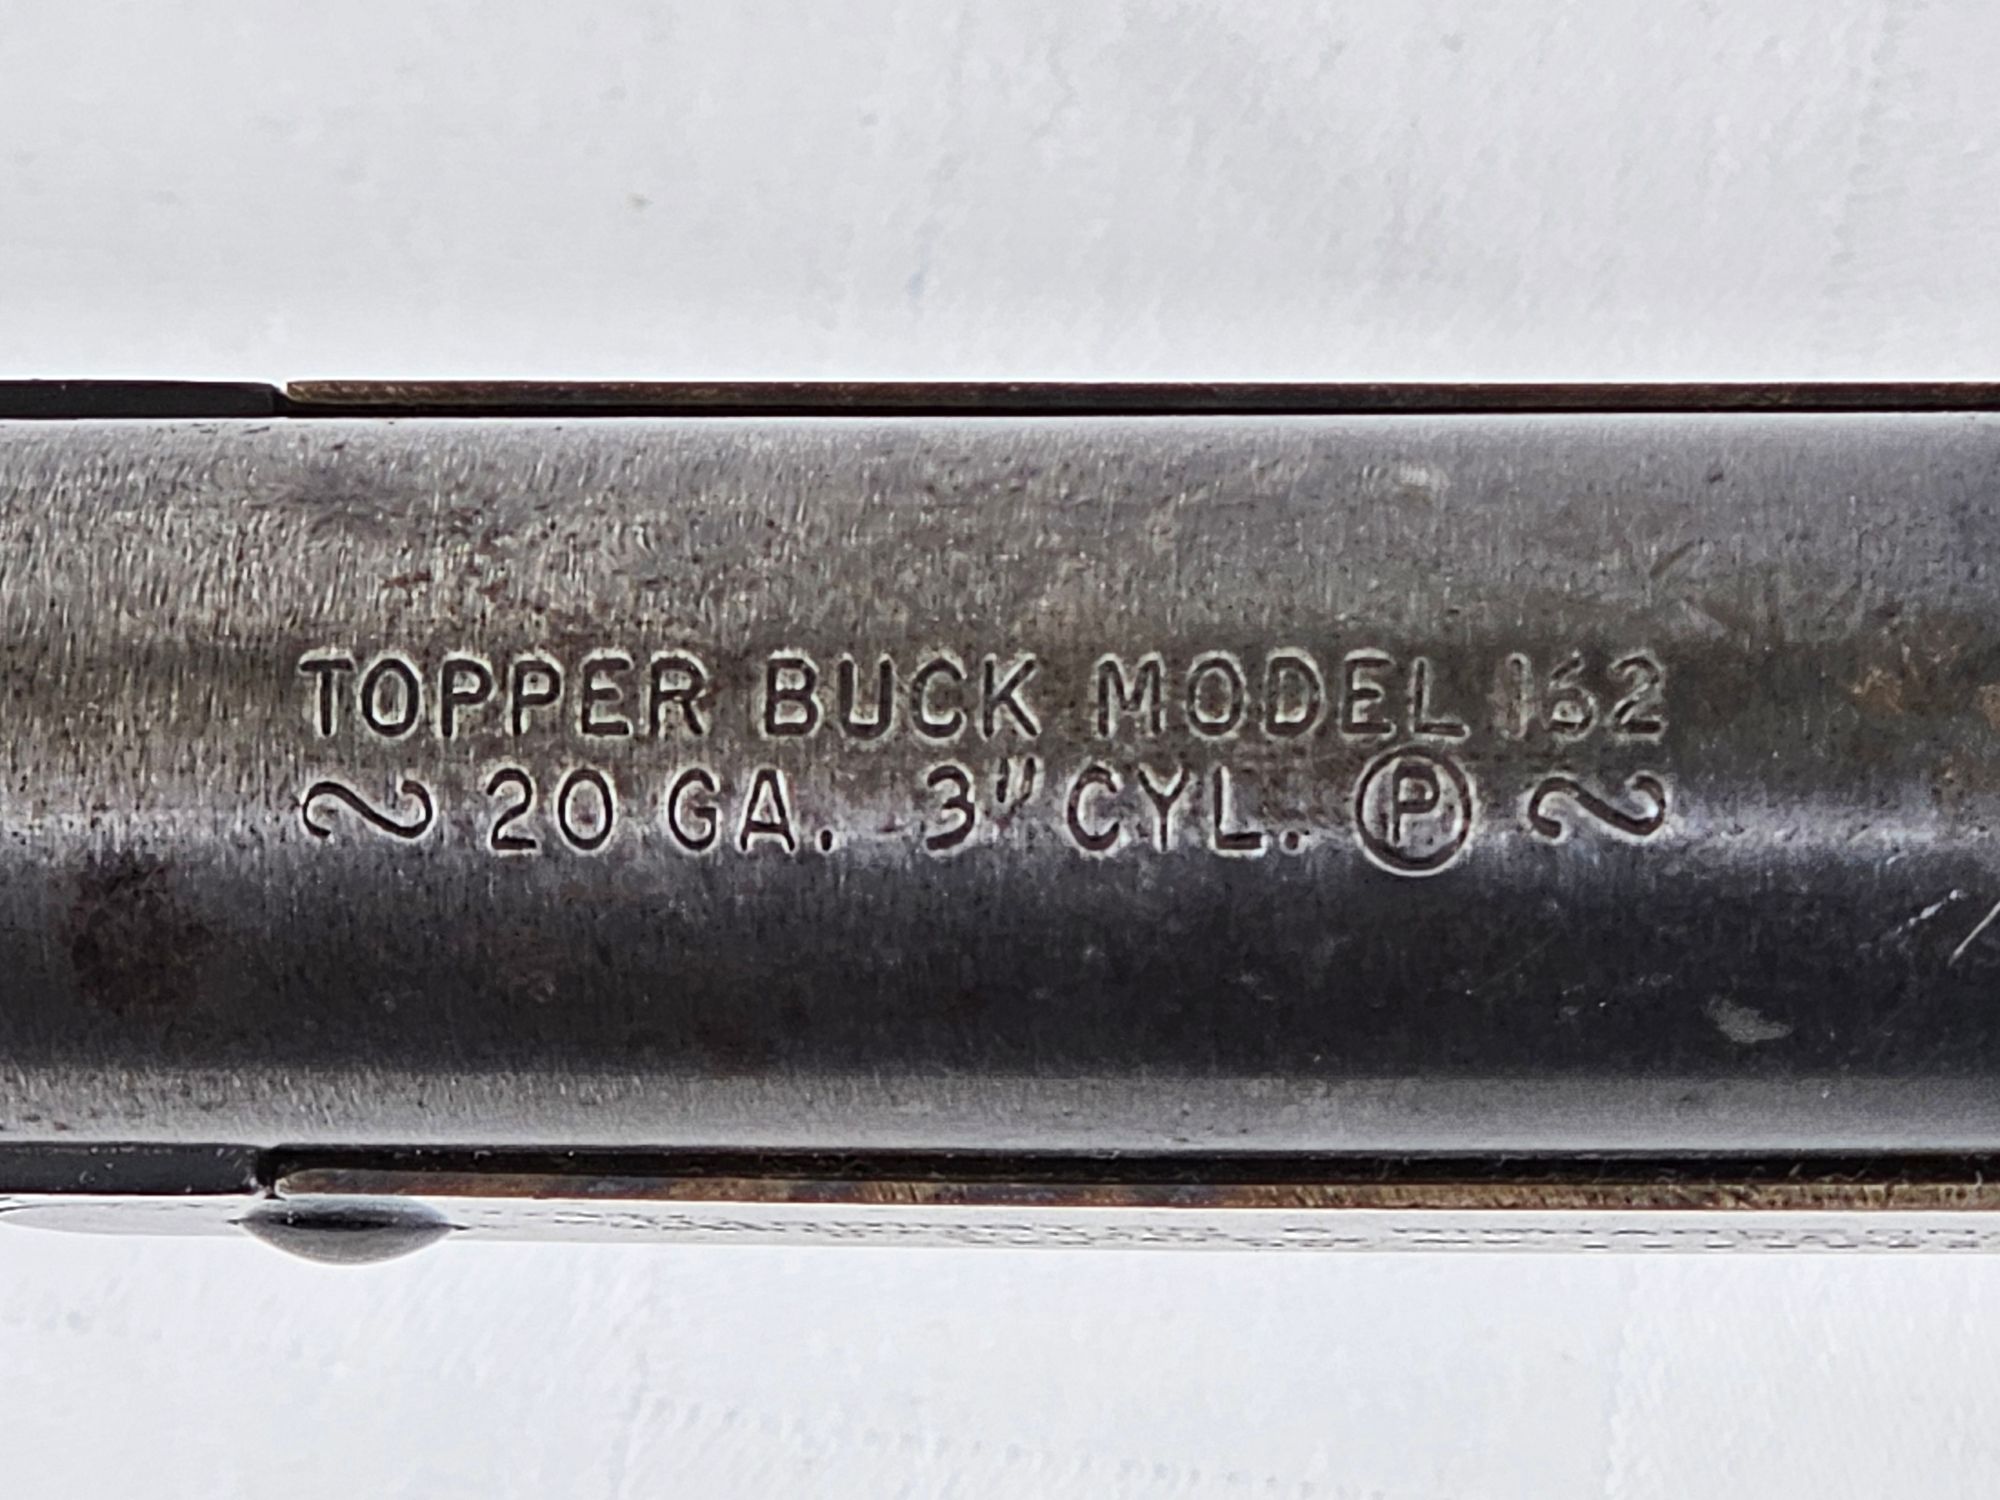 TOPPER BUCK MODEL 162
~ 20 GA. 3" CYL. Ⓟ ~